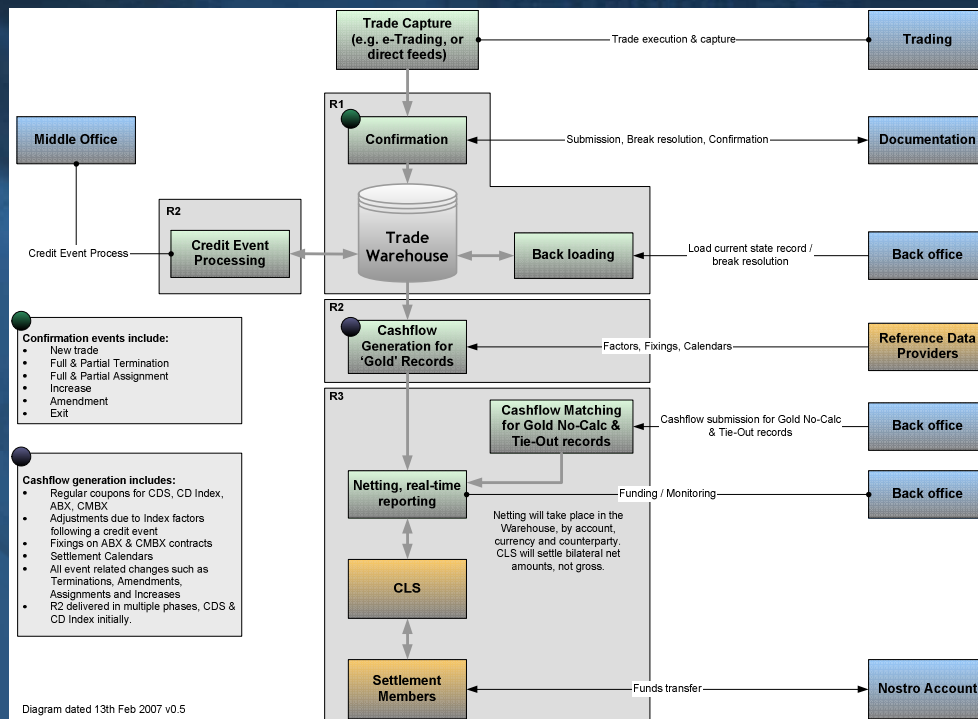 Trade Capture
(e.g. e-Trading, or
direct feeds)
Trade execution & capture
Trading
R1
Middle Office
Confirmation
Submission, Break resolution, Confirmation
Documentation
R2
Credit Event Process
Credit Event
Processing
Trade
Warehouse
Back loading
Load current state record /
break resolution
Back office
R2
Cashflow
Generation for
‘Gold’ Records
Factors, Fixings, Calendars
Reference Data
Providers
Confirmation events include:
• New trade
• Full & Partial Termination
• Full & Partial Assignment
• Increase
• Amendment
• Exit
R3
Cashflow Matching
for Gold No-Calc &
Tie-Out records
Cashflow submission for Gold No-Calc
& Tie-Out records
Back office
Cashflow generation includes:
• Regular coupons for CDS, CD Index,
ABX, CMBX
• Adjustments due to Index factors
following a credit event
• Fixings on ABX & CMBX contracts
• Settlement Calendars
• All event related changes such as
Terminations, Amendments,
Assignments and Increases
• R2 delivered in multiple phases, CDS &
CD Index initially.
Netting, real-time
reporting
Funding / Monitoring
Back office
Netting will take place in the
Warehouse, by account,
currency and counterparty.
CLS will settle bilateral net
amounts, not gross.
CLS
Settlement
Members
Funds transfer
Nostro Account
Diagram dated 13th Feb 2007 v0.5